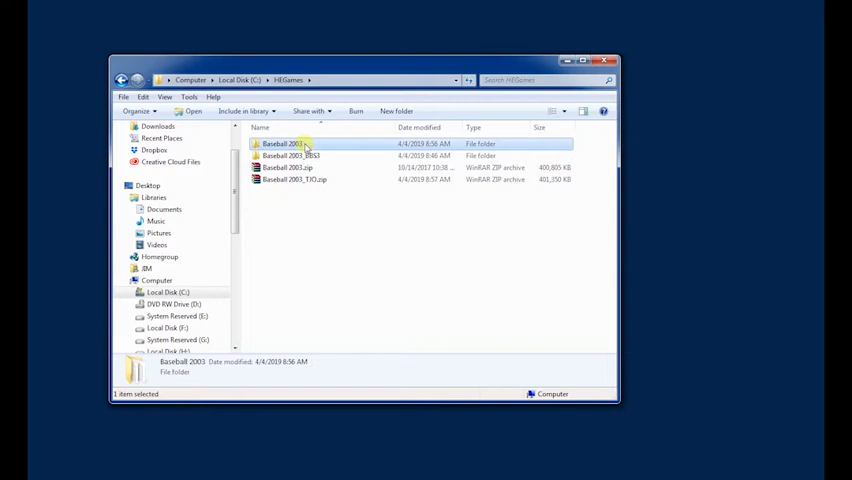 Computer ▸ Local Disk (C:) ▸ HEGames ▸
Search HEGames
File Edit View Tools Help
Organize ▾ Open Include in library ▾ Share with ▾ Burn New folder
Name Date modified Type Size
Downloads
Recent Places
Dropbox
Creative Cloud Files
Desktop
Libraries
Documents
Music
Pictures
Videos
Homegroup
JIM
Computer
Local Disk (C:)
DVD RW Drive (D:)
System Reserved (E:)
Local Disk (F:)
System Reserved (G:)
Local Disk (H:)
Baseball 2003 4/4/2019 8:56 AM File folder
Baseball 2003_BBS3 4/4/2019 8:46 AM File folder
Baseball 2003.zip 10/14/2017 10:38 ... WinRAR ZIP archive 400,805 KB
Baseball 2003_TJO.zip 4/4/2019 8:57 AM WinRAR ZIP archive 401,350 KB
Baseball 2003 Date modified: 4/4/2019 8:56 AM
File folder
1 item selected
Computer